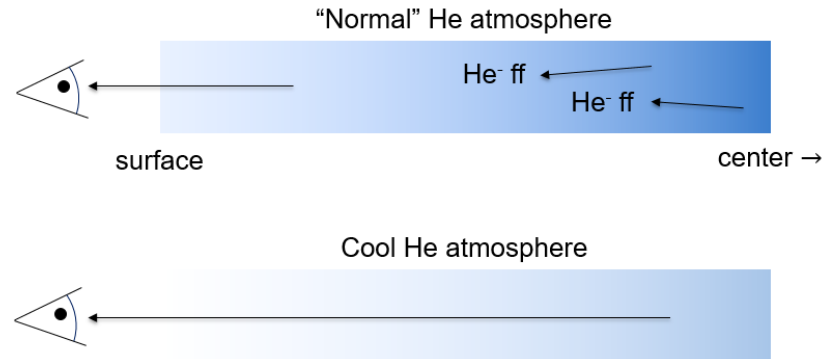 “Normal” He atmosphere
He⁻ ff
He⁻ ff
surface
center →
Cool He atmosphere